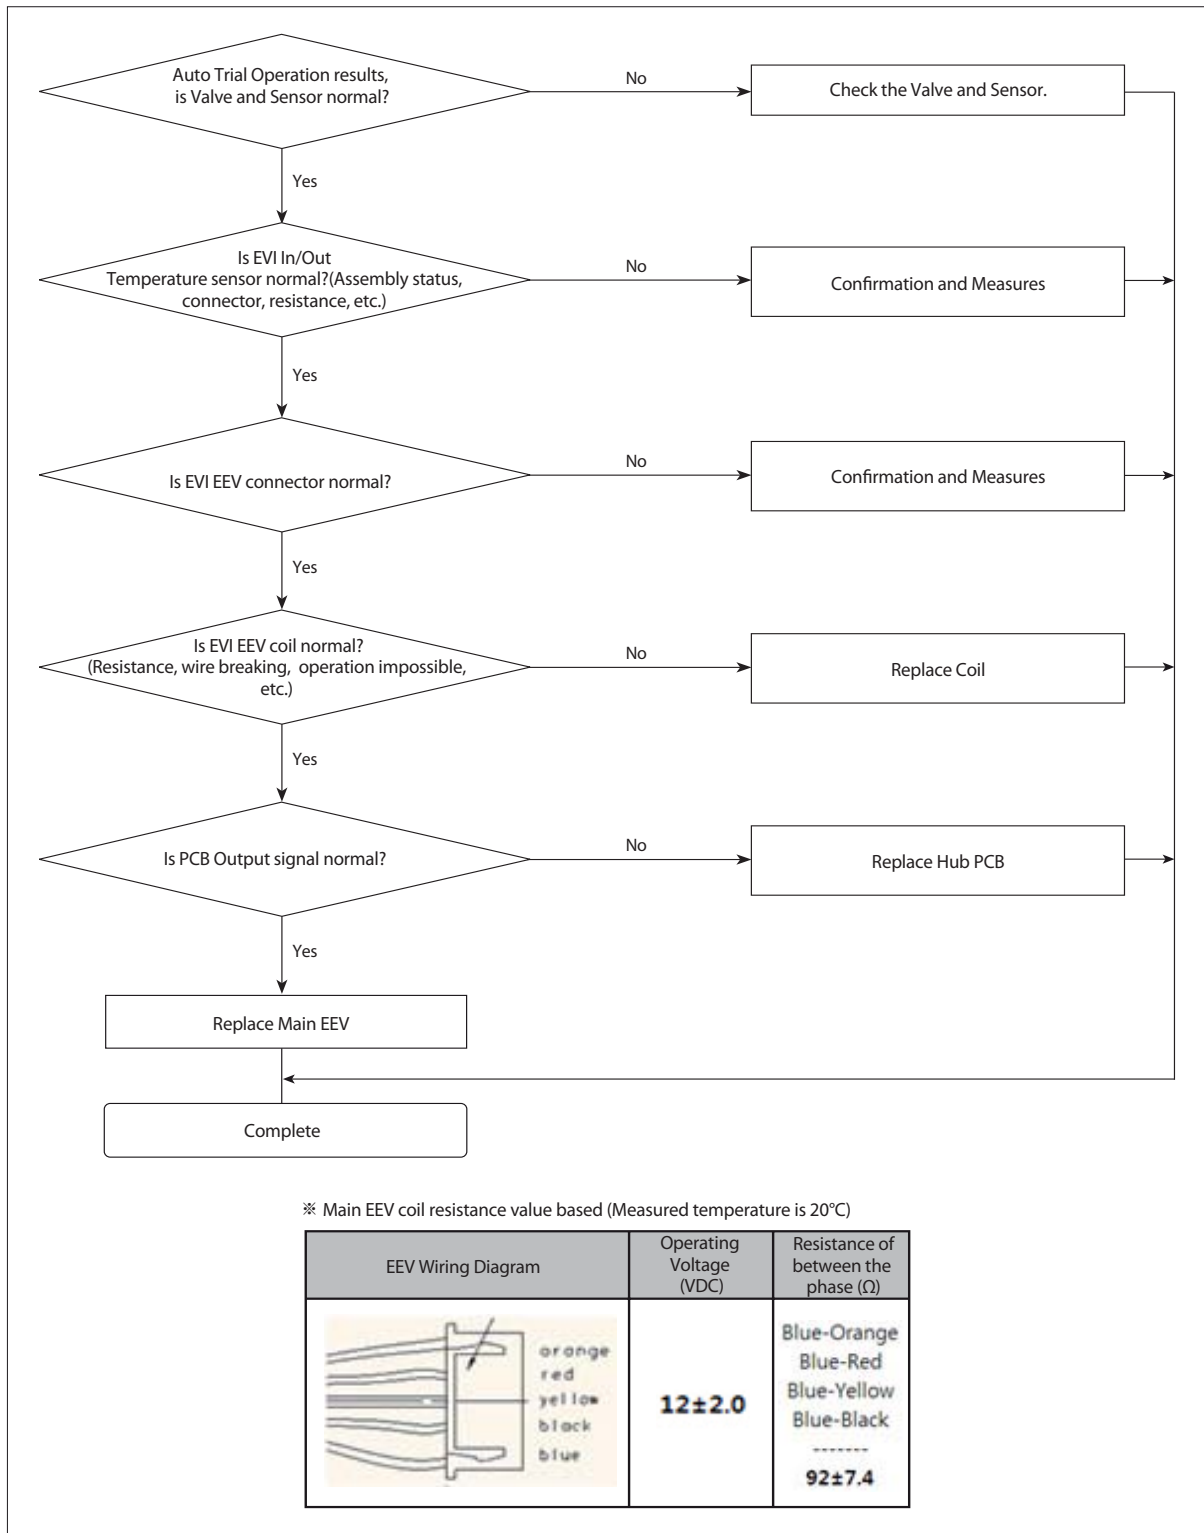 Auto Trial Operation results,
is Valve and Sensor normal?
No
Check the Valve and Sensor.
Yes
Is EVI In/Out
Temperature sensor normal?(Assembly status,
connector, resistance, etc.)
No
Confirmation and Measures
Yes
Is EVI EEV connector normal?
No
Confirmation and Measures
Yes
Is EVI EEV coil normal?
(Resistance, wire breaking, operation impossible,
etc.)
No
Replace Coil
Yes
Is PCB Output signal normal?
No
Replace Hub PCB
Yes
Replace Main EEV
Complete
※ Main EEV coil resistance value based (Measured temperature is 20°C)
EEV Wiring Diagram
Operating
Voltage
(VDC)
Resistance of
between the
phase (Ω)
orange
red
yellow
black
blue
12±2.0
Blue-Orange
Blue-Red
Blue-Yellow
Blue-Black
-------
92±7.4